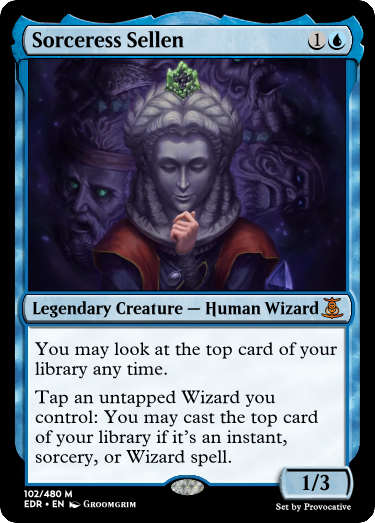 Sorceress Sellen
1
Legendary Creature — Human Wizard
You may look at the top card of your
library any time.
Tap an untapped Wizard you
control: You may cast the top card
of your library if it's an instant,
sorcery, or Wizard spell.
1/3
102/480 M
EDR • EN Groomgrim
Set by Provocative